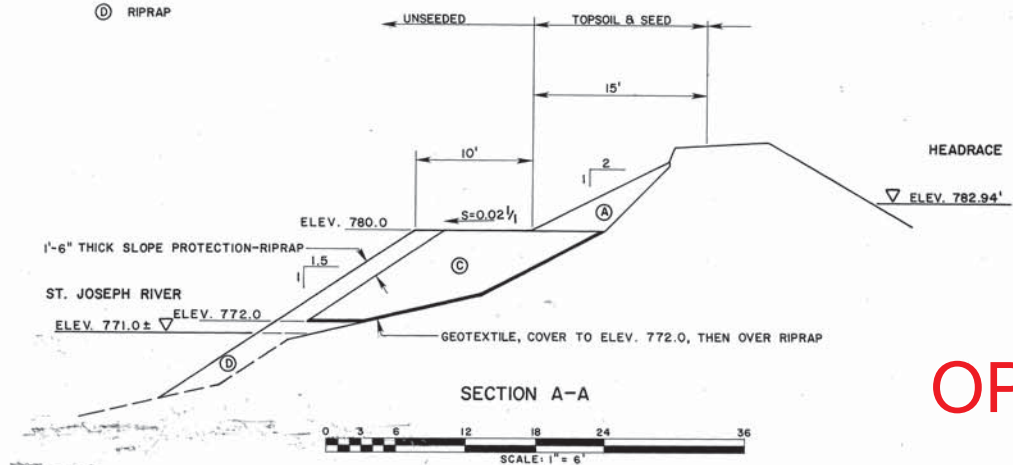 Ⓓ RIPRAP
UNSEEDED
TOPSOIL & SEED
15'
10'
HEADRACE
2
1
ELEV. 782.94'
S=0.02 1/1
A
ELEV. 780.0
1'-6" THICK SLOPE PROTECTION-RIPRAP
1.5
1
C
ST. JOSEPH RIVER
ELEV. 772.0
ELEV. 771.0±
GEOTEXTILE, COVER TO ELEV. 772.0, THEN OVER RIPRAP
D
SECTION A-A
OP
0 3 6 12 18 24 36
SCALE: 1" = 6'